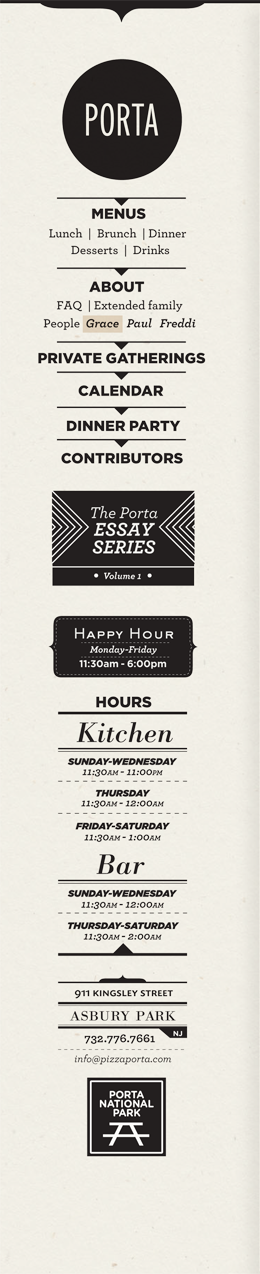 PORTA
MENUS
Lunch | Brunch | Dinner
Desserts | Drinks
ABOUT
FAQ | Extended family
People Grace Paul Freddi
PRIVATE GATHERINGS
CALENDAR
DINNER PARTY
CONTRIBUTORS
The Porta
ESSAY
SERIES
• Volume 1 •
HAPPY HOUR
Monday-Friday
11:30am - 6:00pm
HOURS
Kitchen
SUNDAY-WEDNESDAY
11:30AM - 11:00PM
THURSDAY
11:30AM - 12:00AM
FRIDAY-SATURDAY
11:30AM - 1:00AM
Bar
SUNDAY-WEDNESDAY
11:30AM - 12:00AM
THURSDAY-SATURDAY
11:30AM - 2:00AM
911 KINGSLEY STREET
ASBURY PARK
NJ
732.776.7661
info@pizzaporta.com
PORTA
NATIONAL
PARK